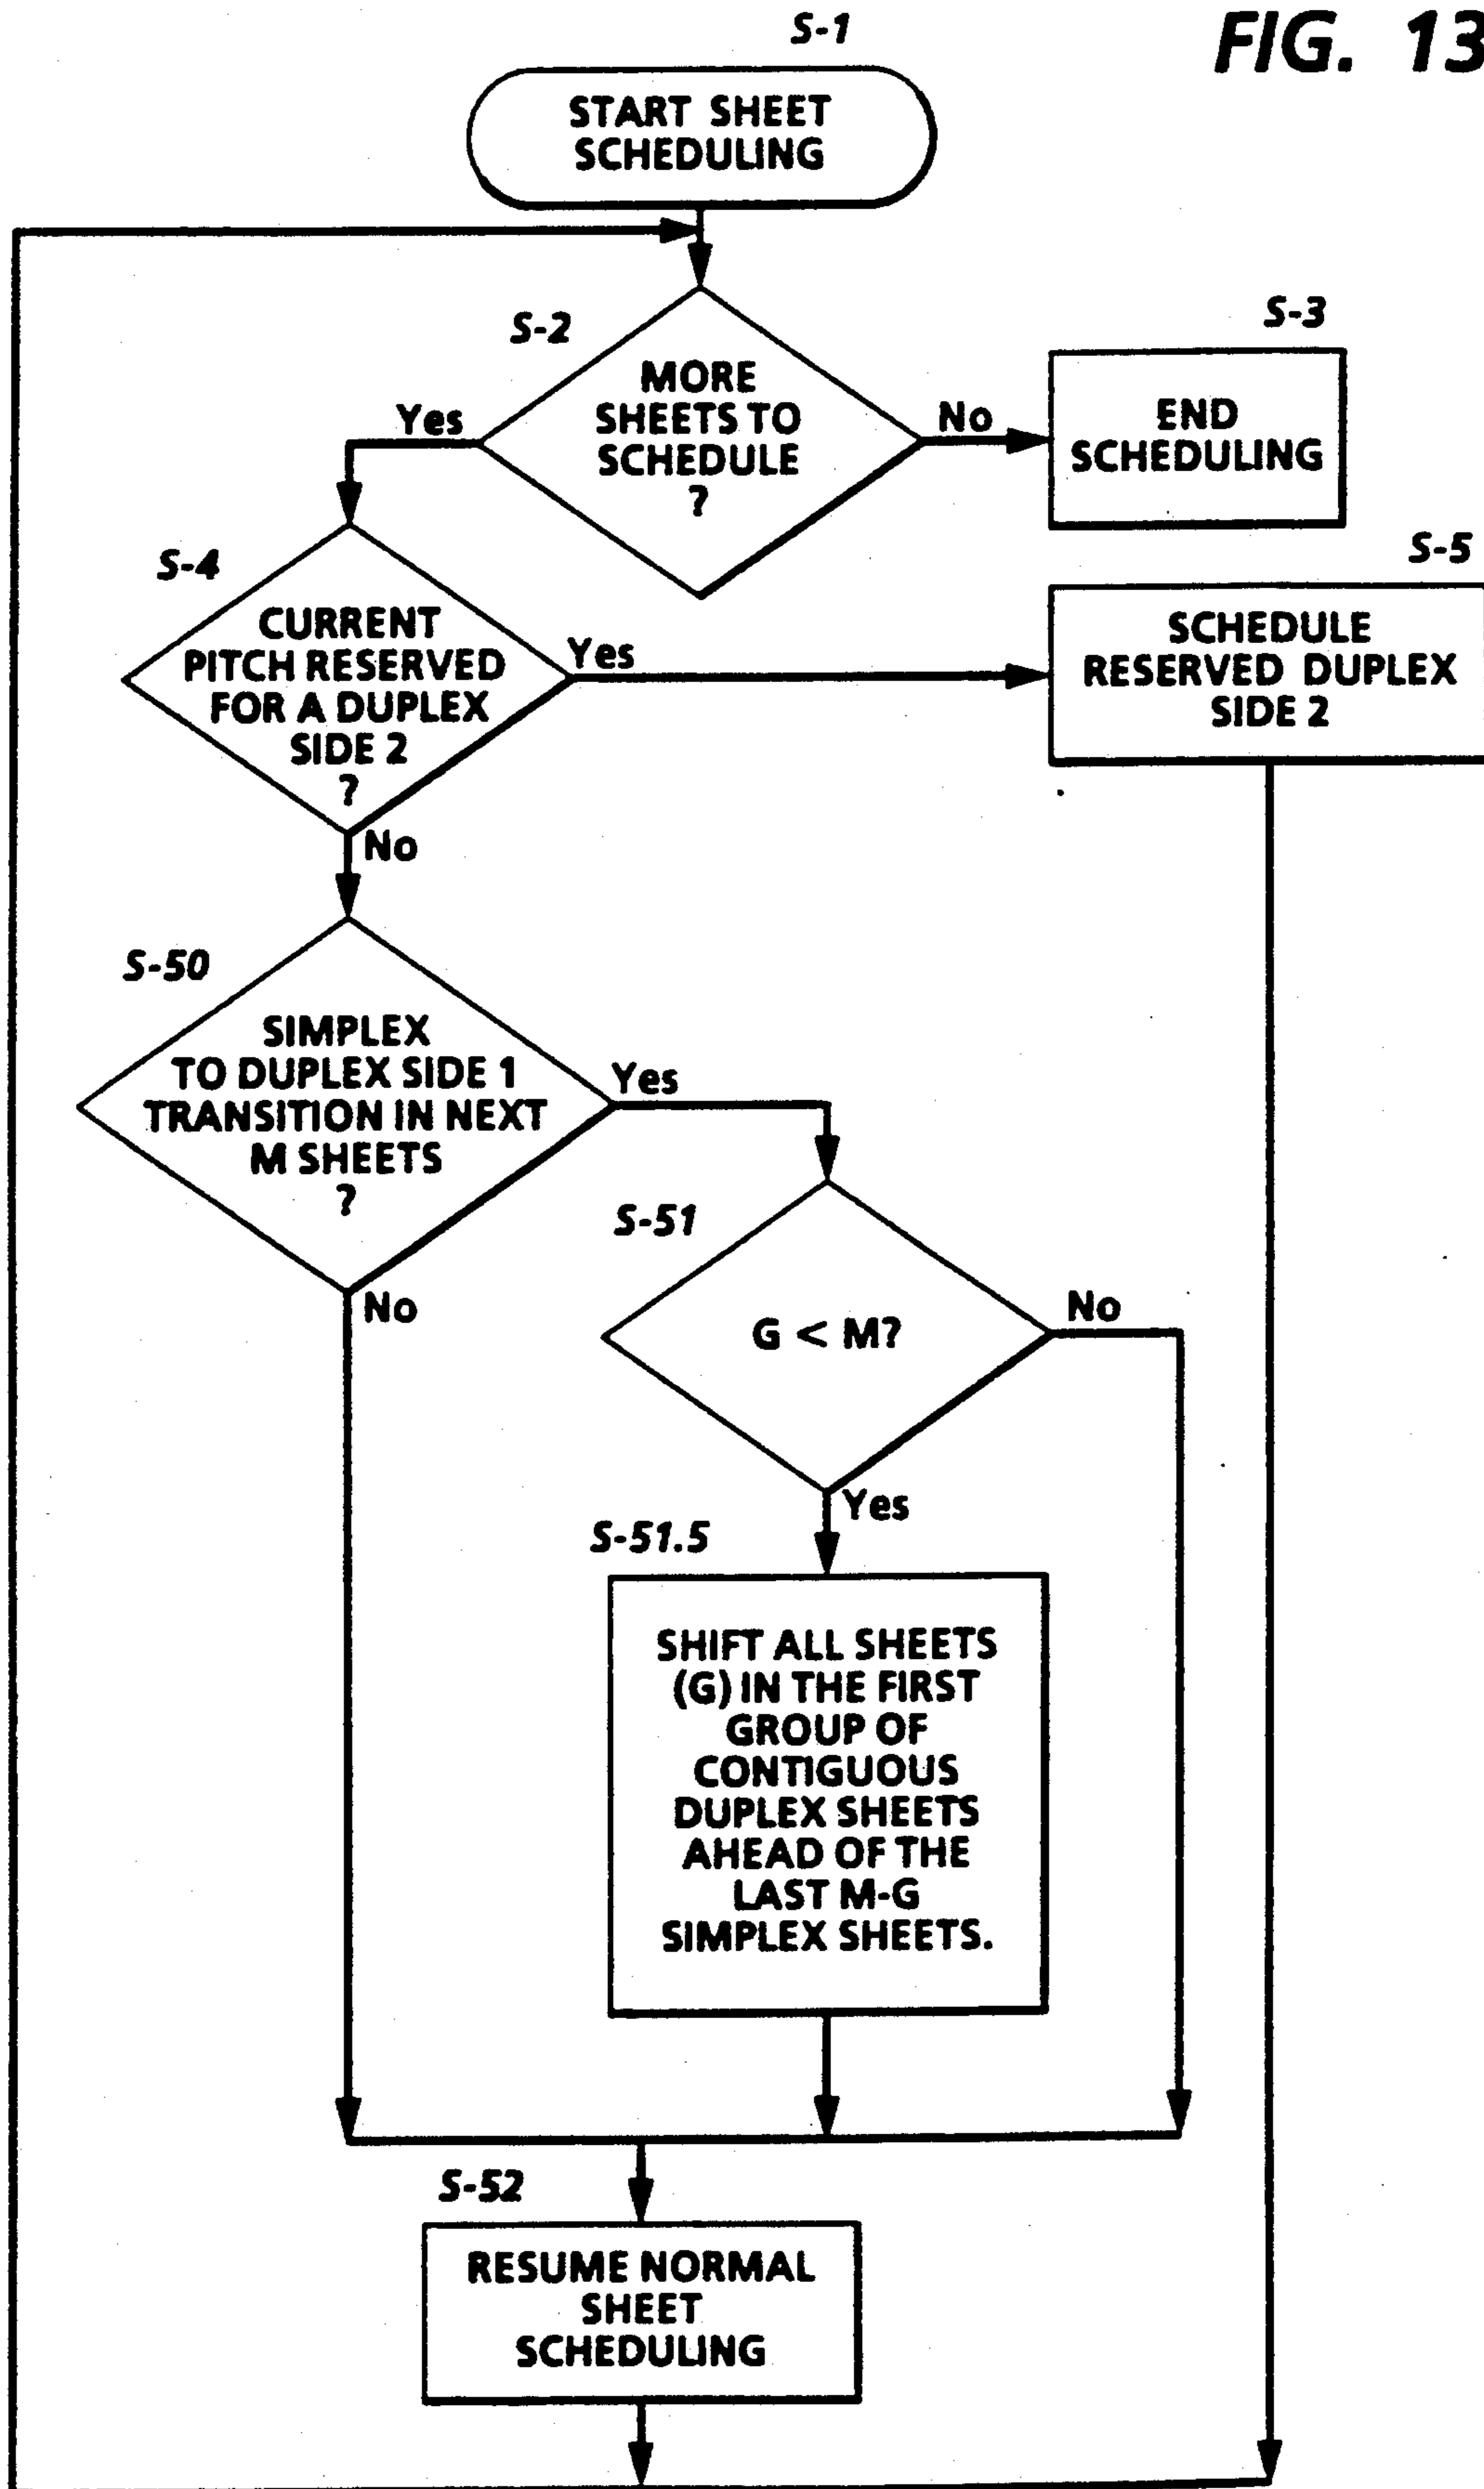 FIG. 13
S-1
START SHEET
SCHEDULING
S-2
MORE
SHEETS TO
SCHEDULE
?
Yes
No
S-3
END
SCHEDULING
S-4
CURRENT
PITCH RESERVED
FOR A DUPLEX
SIDE 2
?
Yes
No
S-5
SCHEDULE
RESERVED DUPLEX
SIDE 2
S-50
SIMPLEX
TO DUPLEX SIDE 1
TRANSITION IN NEXT
M SHEETS
?
Yes
No
S-51
G < M?
No
Yes
S-51.5
SHIFT ALL SHEETS
(G) IN THE FIRST
GROUP OF
CONTIGUOUS
DUPLEX SHEETS
AHEAD OF THE
LAST M-G
SIMPLEX SHEETS.
S-52
RESUME NORMAL
SHEET
SCHEDULING